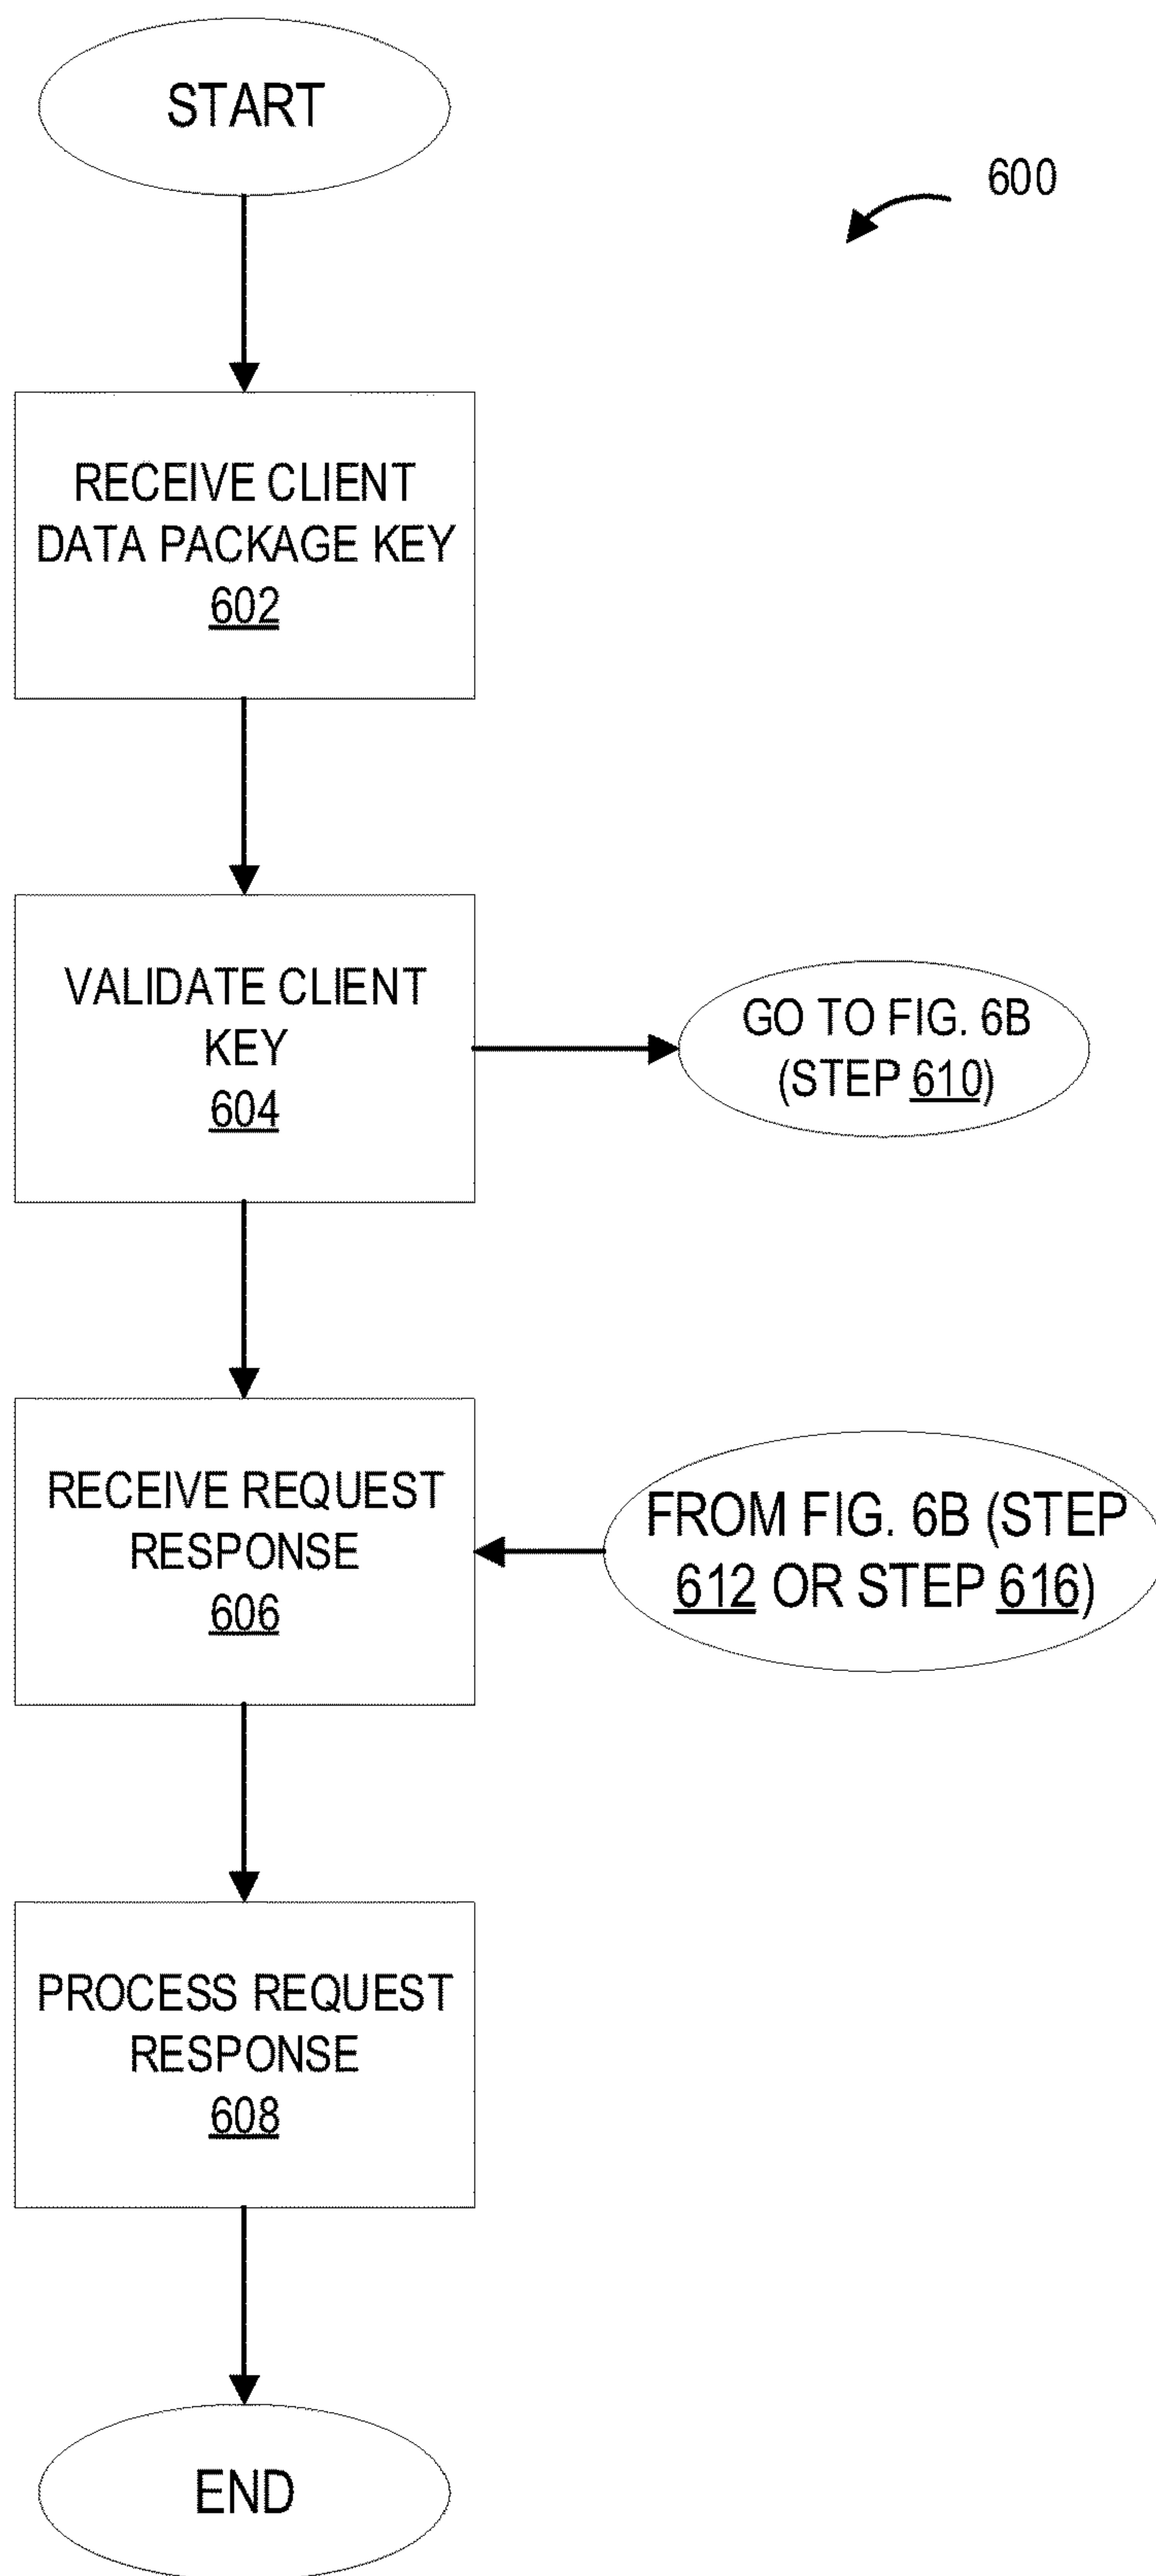 START
600
RECEIVE CLIENT
DATA PACKAGE KEY
602
VALIDATE CLIENT
KEY
604
GO TO FIG. 6B
(STEP 610)
RECEIVE REQUEST
RESPONSE
606
FROM FIG. 6B (STEP
612 OR STEP 616)
PROCESS REQUEST
RESPONSE
608
END